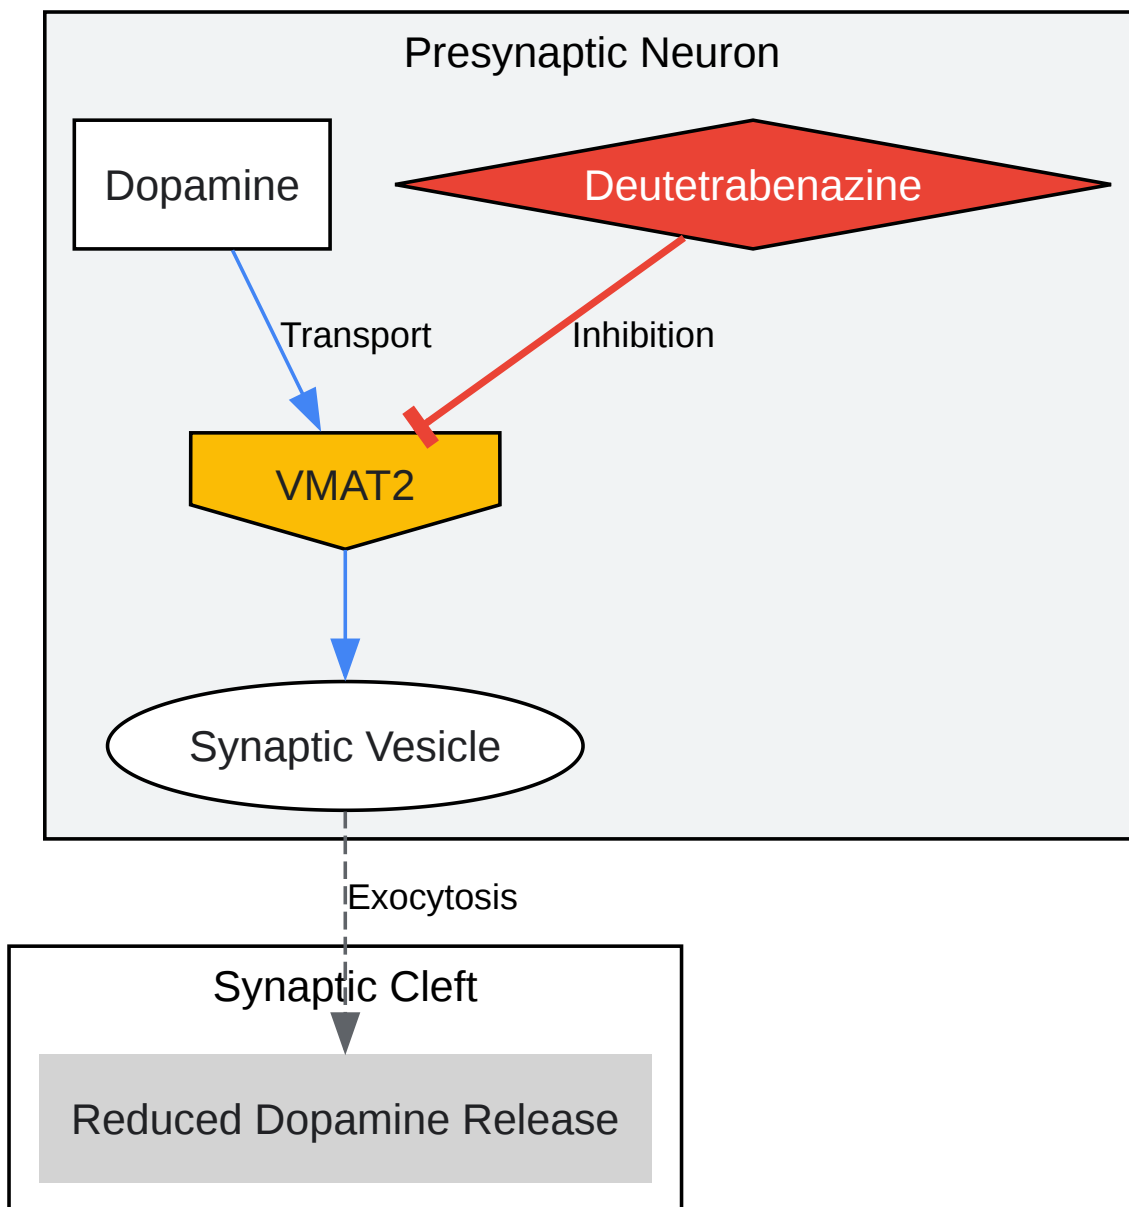 Presynaptic Neuron
Dopamine
Deutetrabenazine
Transport
Inhibition
VMAT2
Synaptic Vesicle
Exocytosis
Synaptic Cleft
Reduced Dopamine Release